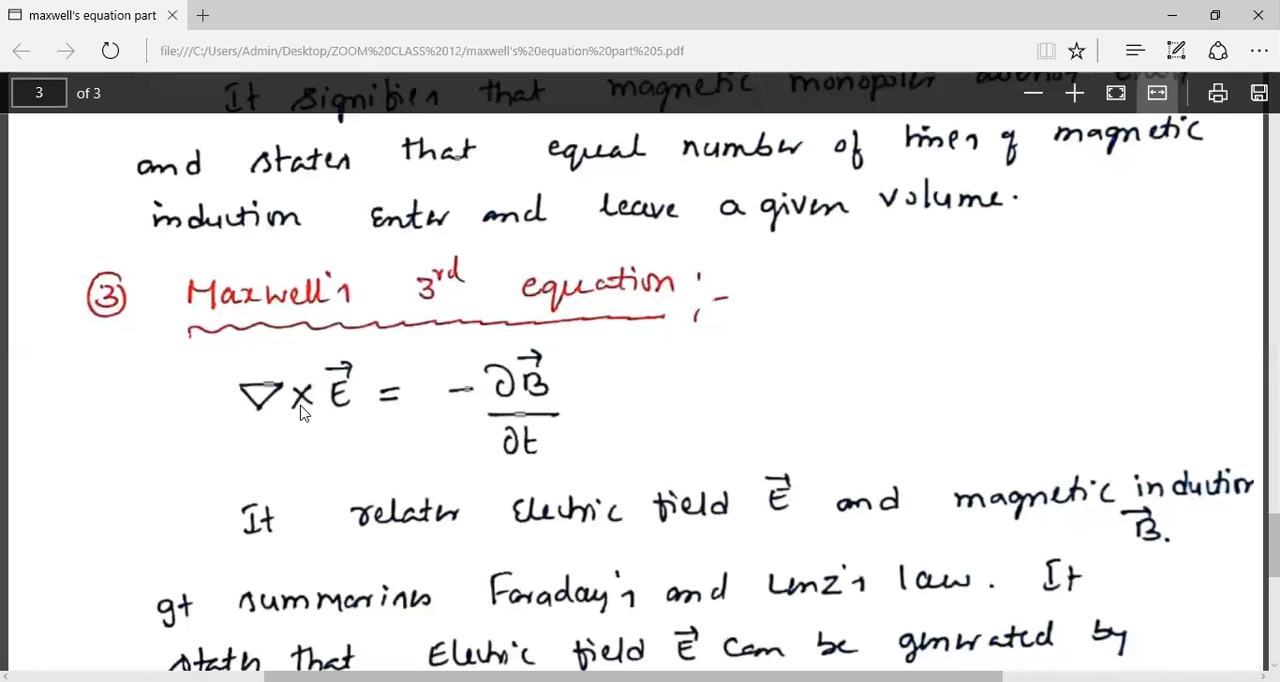 maxwell's equation part
file:///C:/Users/Admin/Desktop/ZOOM%20CLASS%2012/maxwell's%20equation%20part%205.pdf
3 of 3
It signifies that magnetic monopoles
and states that equal number of lines of magnetic
induction enter and leave a given volume.
③ Maxwell's 3rd equation :-
∇ × E⃗ = - ∂B⃗ / ∂t
It relates Electric field E⃗ and magnetic induction
B⃗.
It summarises Faraday's and Lenz's law. It
states that Electric field E⃗ can be generated by